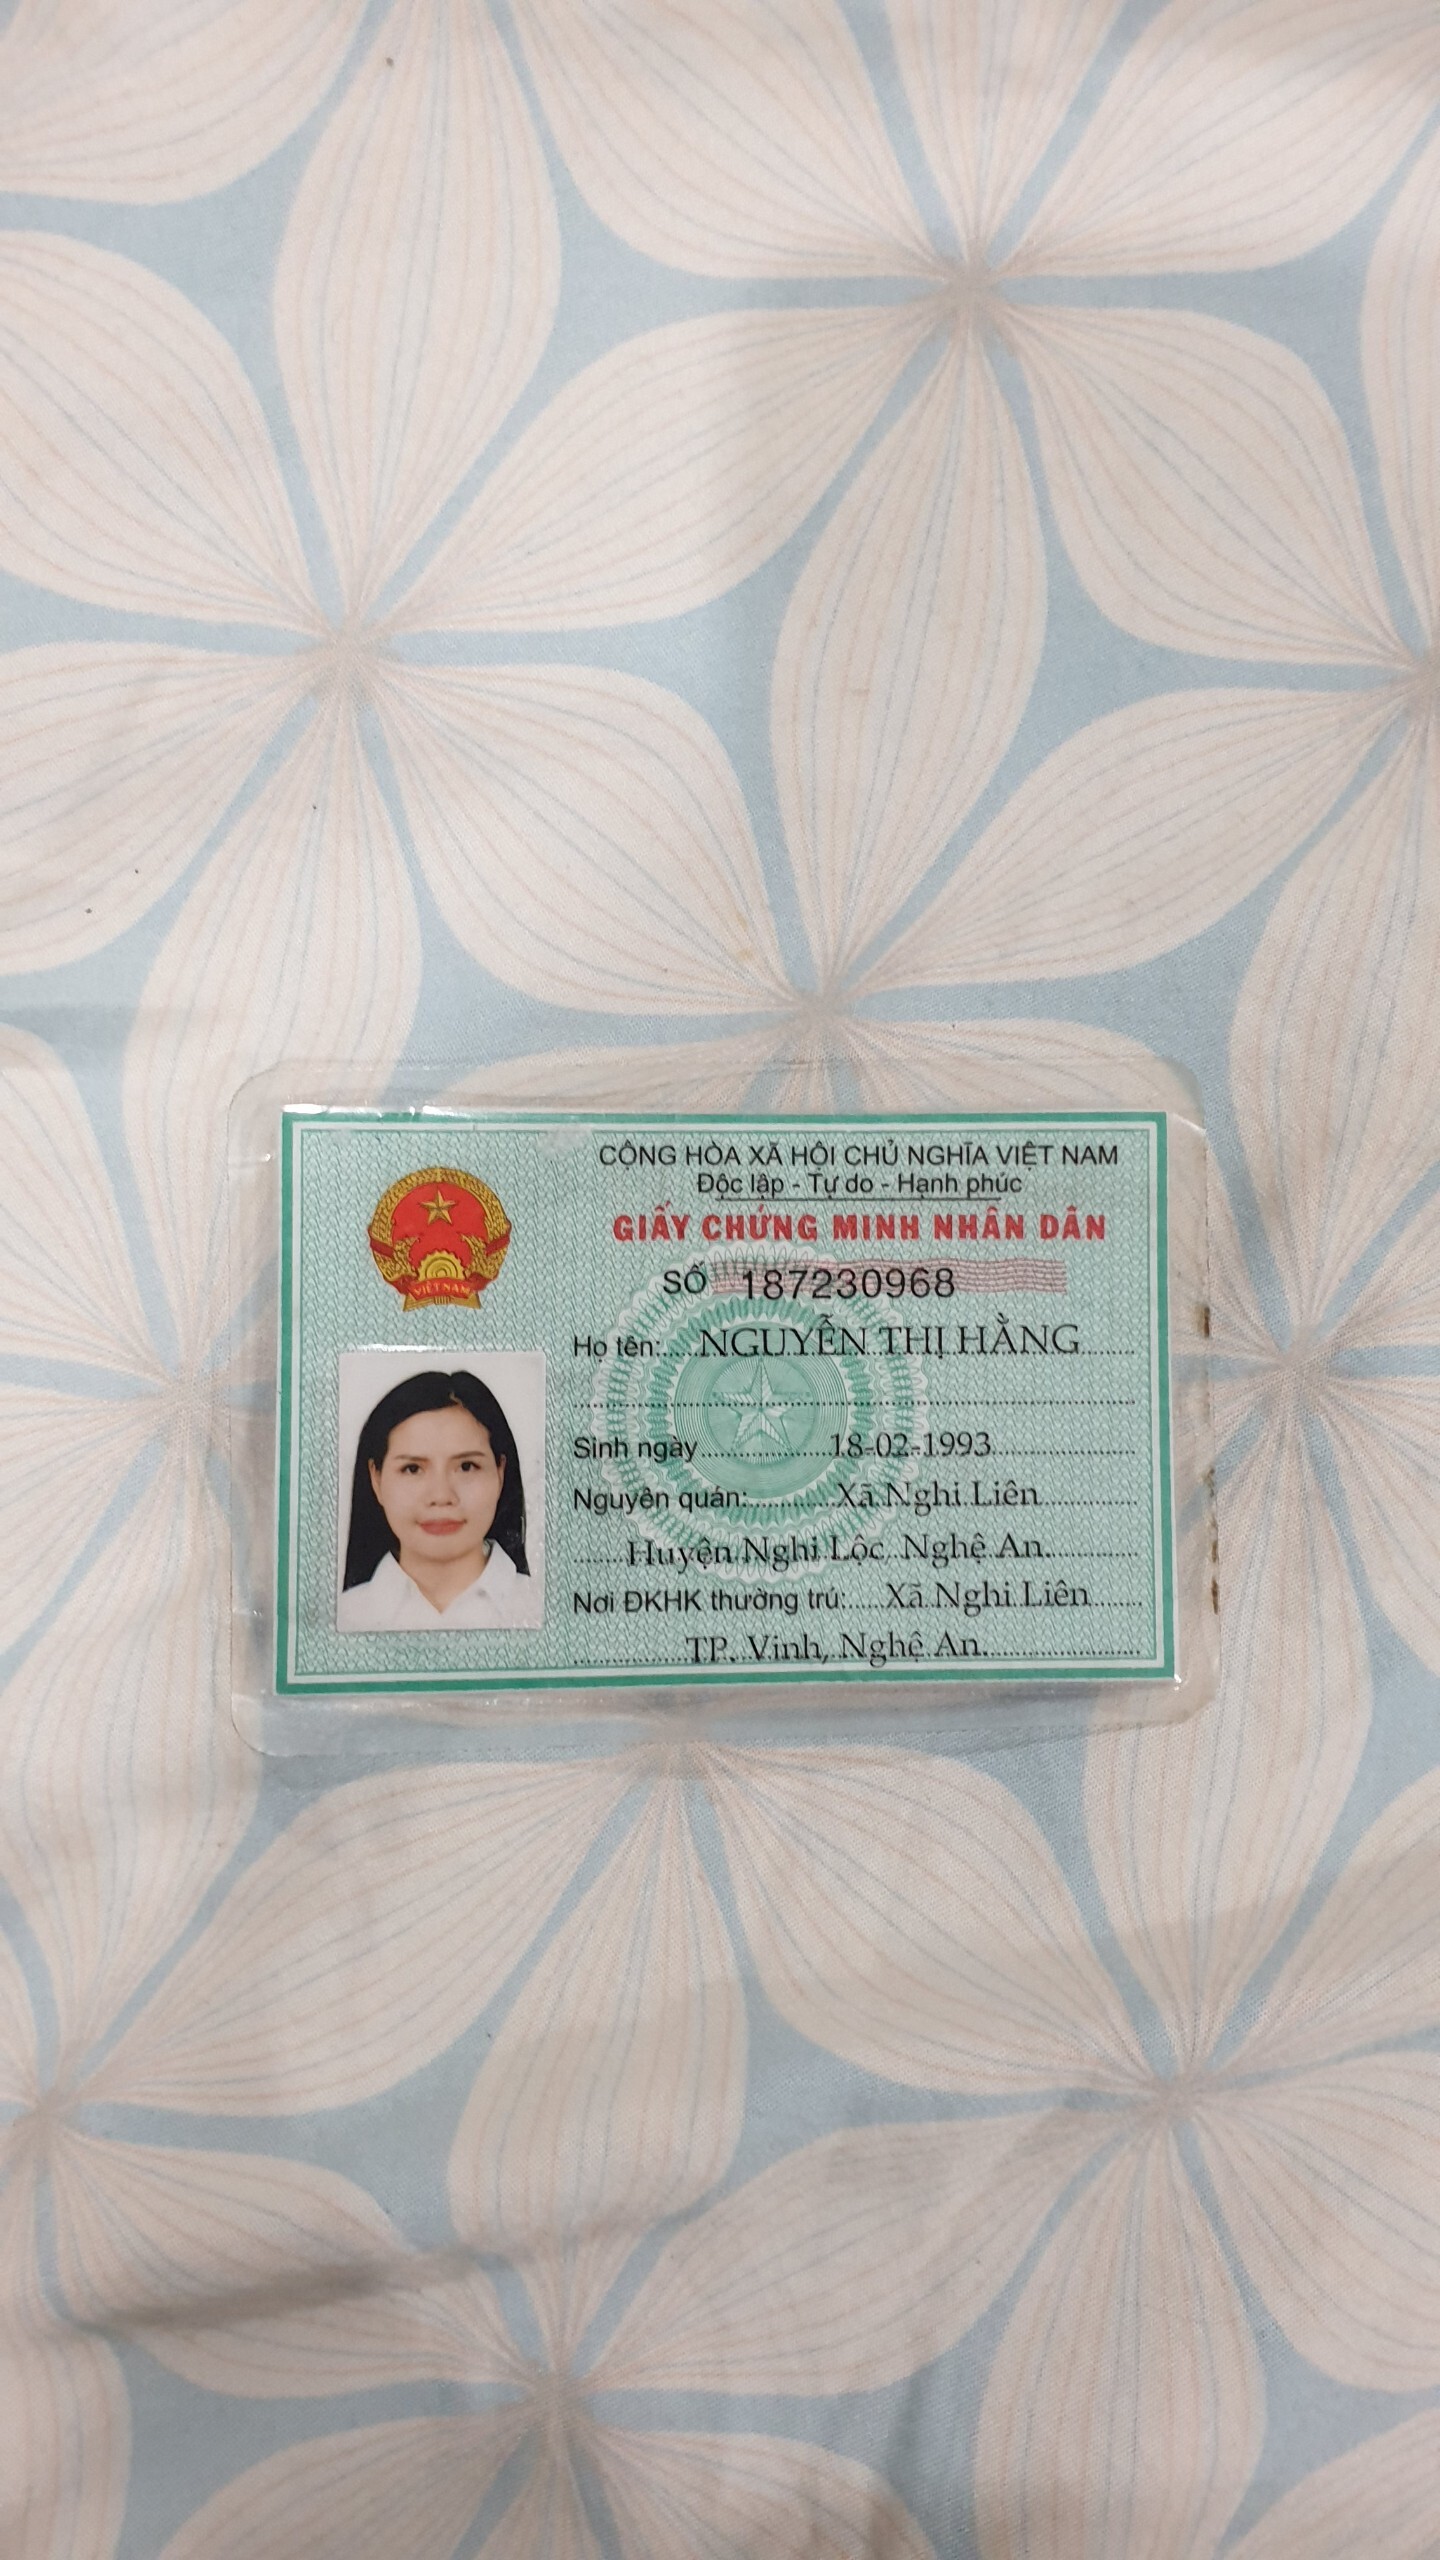 CỘNG HÒA XÃ HỘI CHỦ NGHĨA VIỆT NAM
Độc lập - Tự do - Hạnh phúc
GIẤY CHỨNG MINH NHÂN DÂN
SỐ 187230968
VIỆT NAM
Họ tên: NGUYỄN THỊ HẰNG
Sinh ngày 18-02-1993
Nguyên quán: Xã Nghi Liên
Huyện Nghi Lộc, Nghệ An.
Nơi ĐKHK thường trú: Xã Nghi Liên
TP. Vinh, Nghệ An.